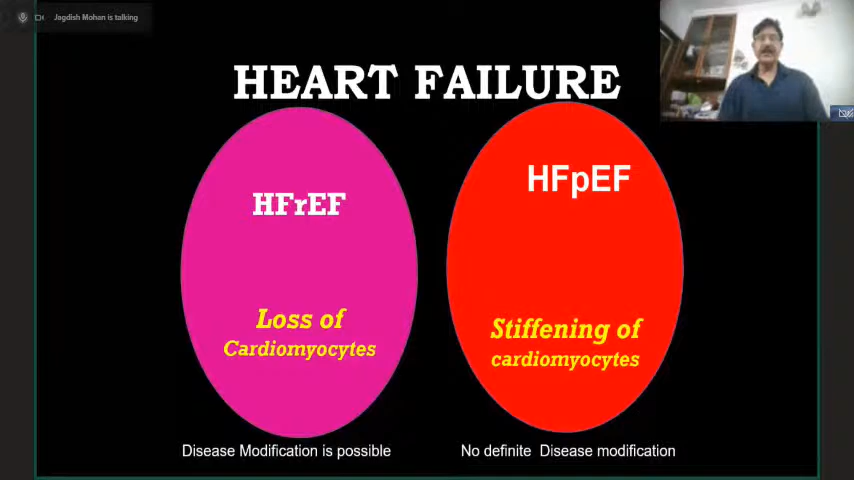 Jagdish Mohan is talking
HEART FAILURE
HFrEF
Loss of
Cardiomyocytes
Disease Modification is possible
HFpEF
Stiffening of
cardiomyocytes
No definite Disease modification